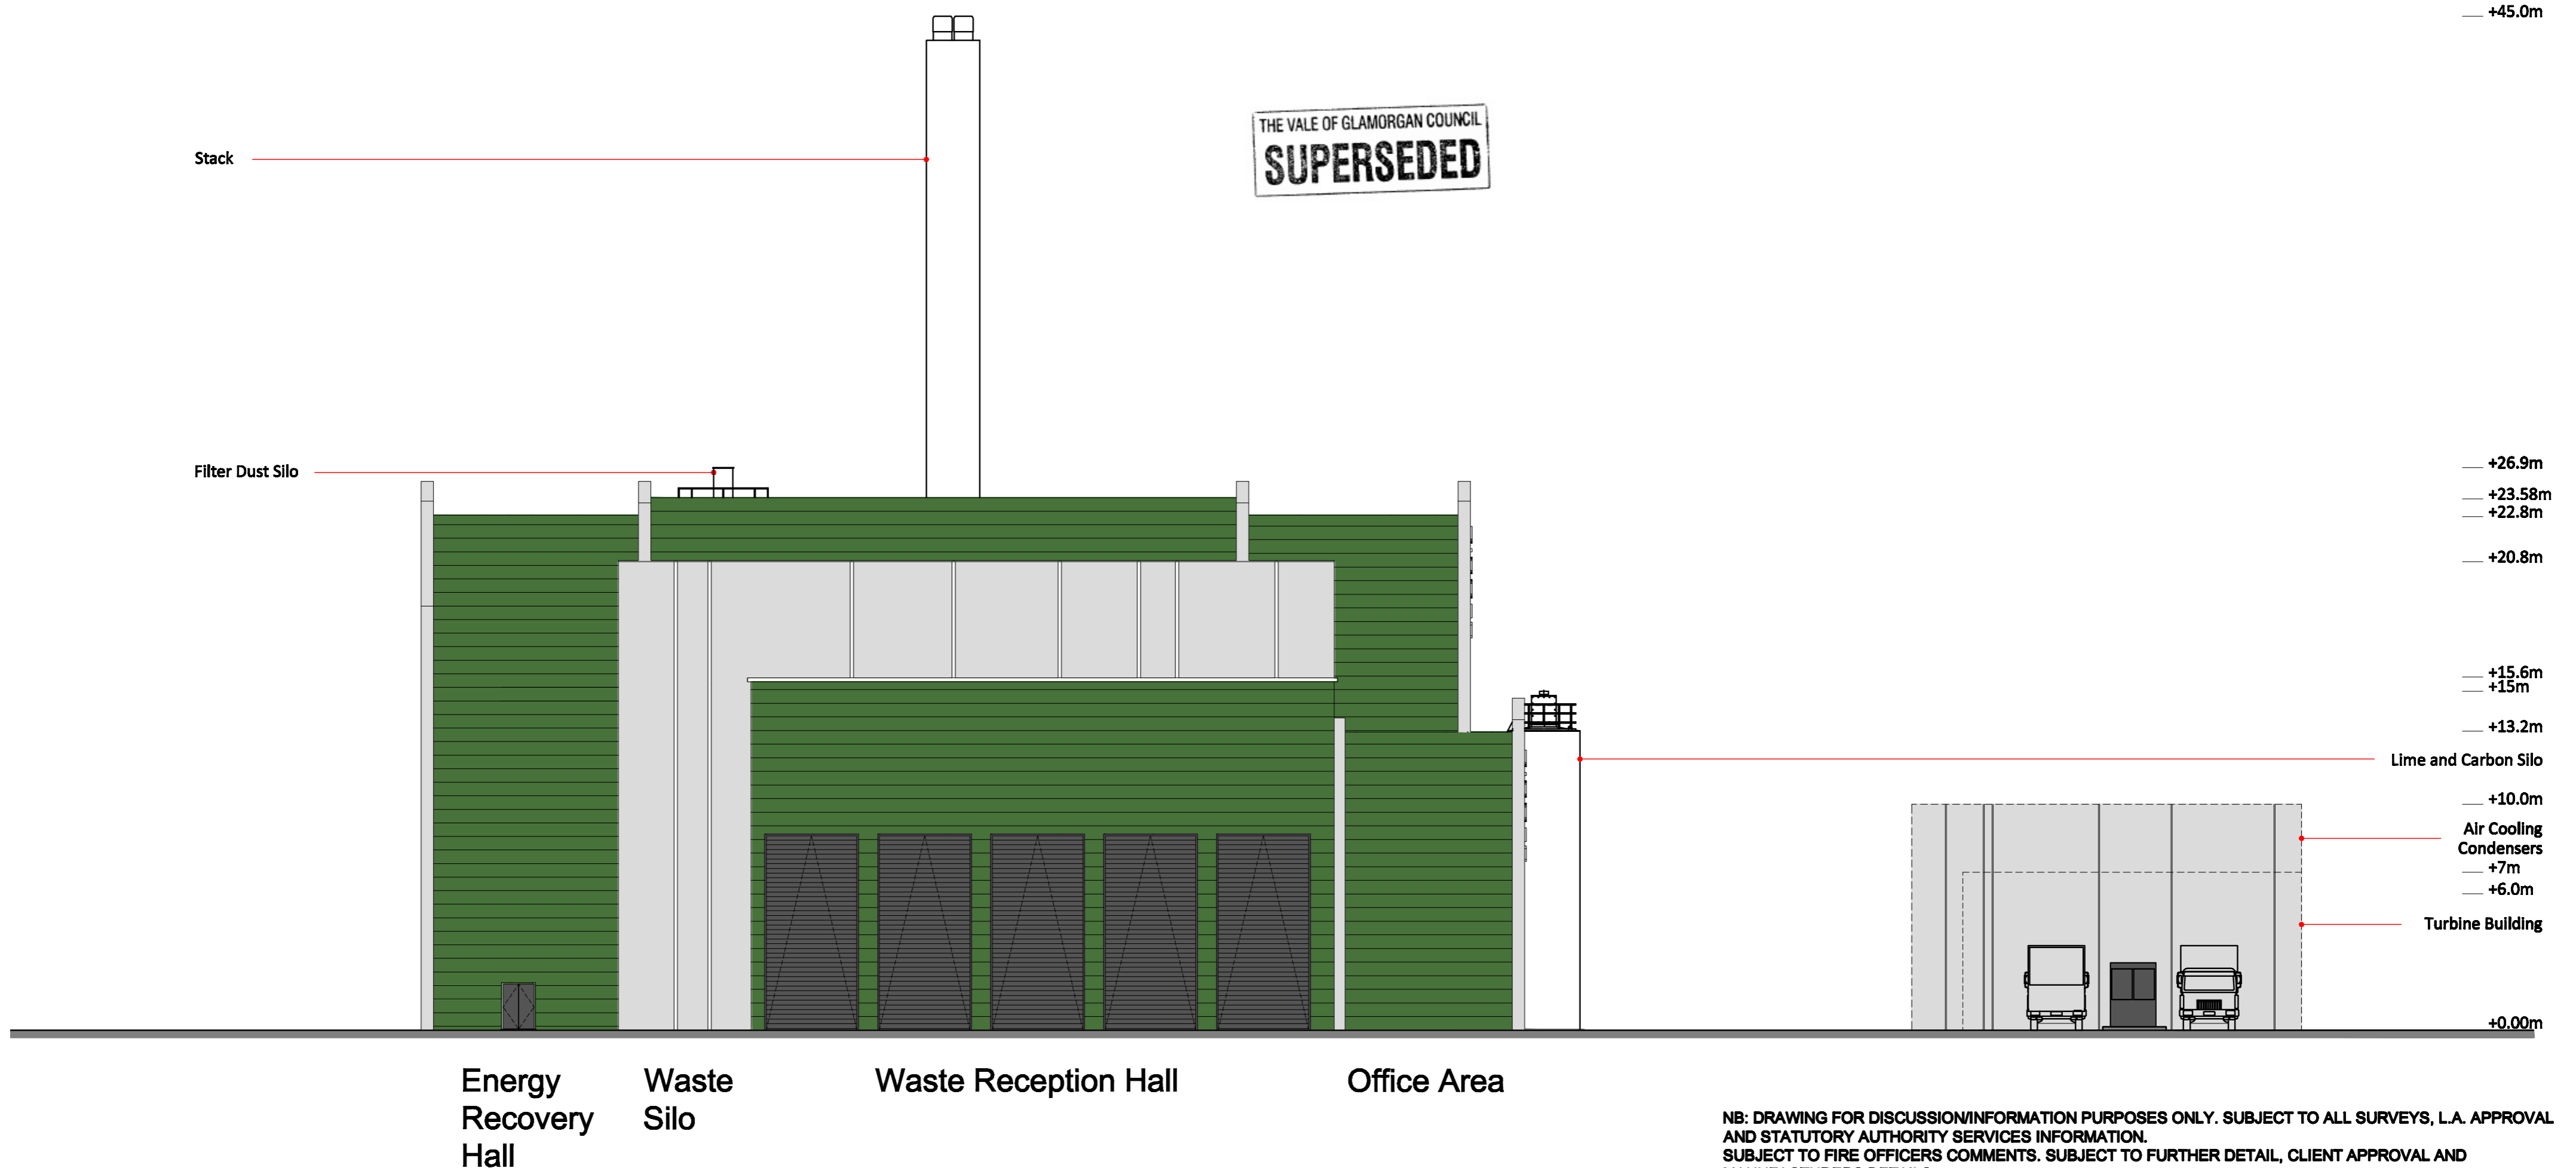 +45.0m
THE VALE OF GLAMORGAN COUNCIL
SUPERSEDED
Stack
Filter Dust Silo
+26.9m
+23.58m
+22.8m
+20.8m
+15.6m
+15m
+13.2m
Lime and Carbon Silo
+10.0m
Air Cooling
Condensers
+7m
+6.0m
Turbine Building
+0.00m
Energy
Recovery
Hall
Waste
Silo
Waste Reception Hall
Office Area
NB: DRAWING FOR DISCUSSION/INFORMATION PURPOSES ONLY. SUBJECT TO ALL SURVEYS, L.A. APPROVAL
AND STATUTORY AUTHORITY SERVICES INFORMATION.
SUBJECT TO FIRE OFFICERS COMMENTS. SUBJECT TO FURTHER DETAIL, CLIENT APPROVAL AND